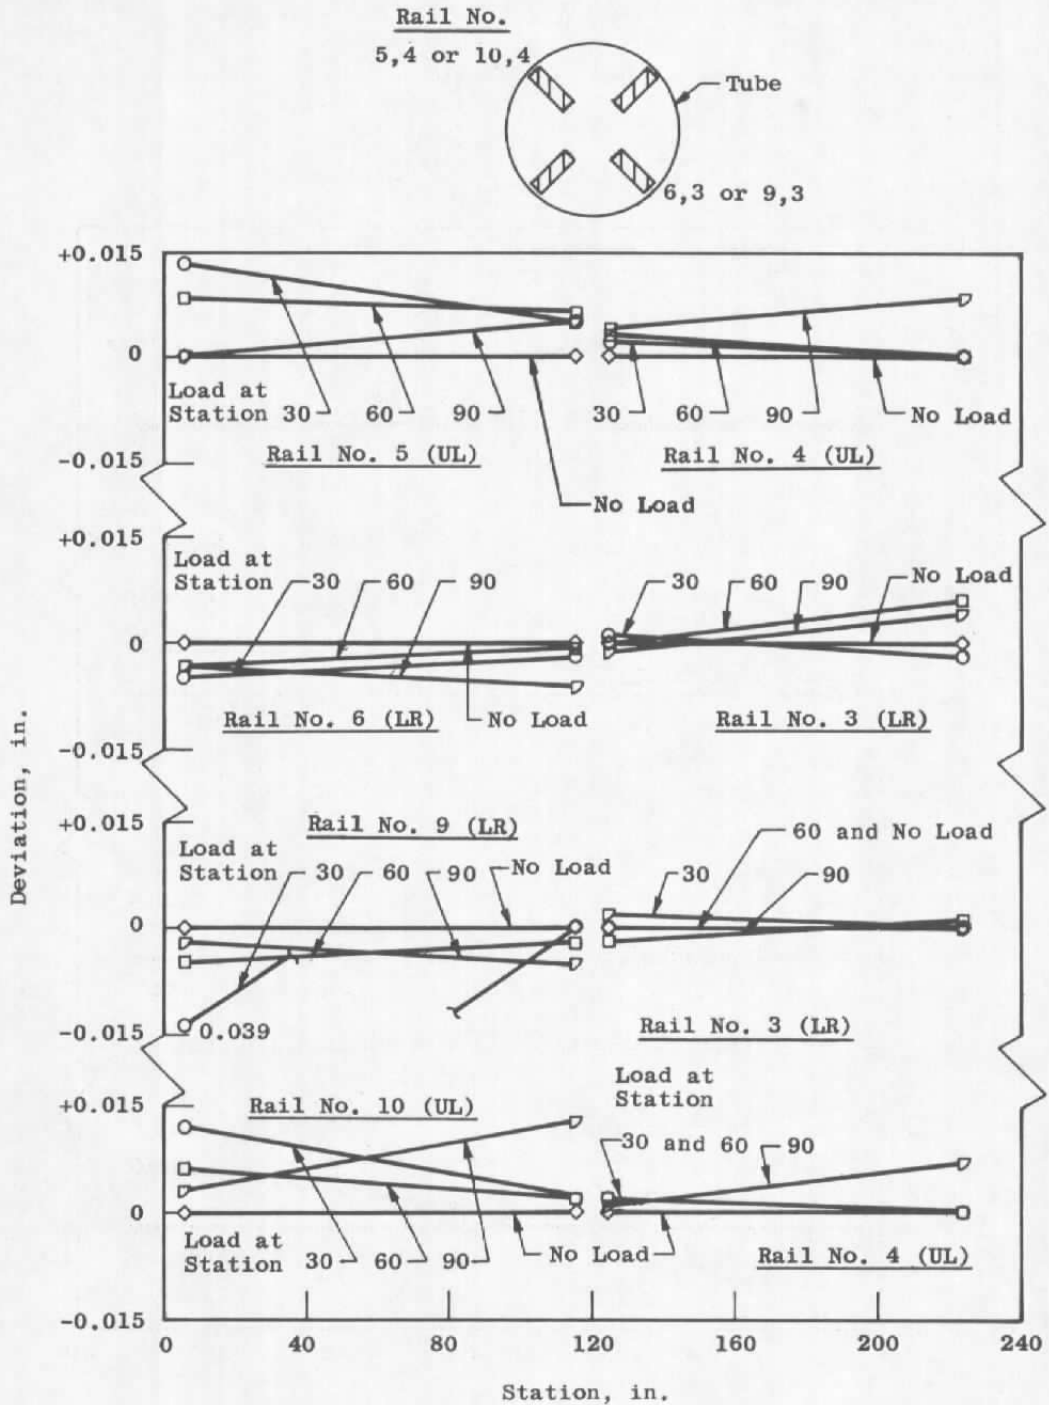 Rail No.
5,4 or 10,4
Tube
6,3 or 9,3
Deviation, in.
+0.015
0
-0.015
Load at
Station 30 60 90
Rail No. 5 (UL)
No Load
30 60 90 No Load
Rail No. 4 (UL)
+0.015
0
-0.015
Load at
Station 30 60 90
Rail No. 6 (LR)
No Load
30 60 90 No Load
Rail No. 3 (LR)
+0.015
0
-0.015
Rail No. 9 (LR)
Load at
Station 30 60 90 No Load
0.039
60 and No Load
30 90
Rail No. 3 (LR)
+0.015
0
-0.015
Rail No. 10 (UL)
Load at
Station 30 60 90
No Load
Load at
Station
30 and 60 90
Rail No. 4 (UL)
0 40 80 120 160 200 240
Station, in.